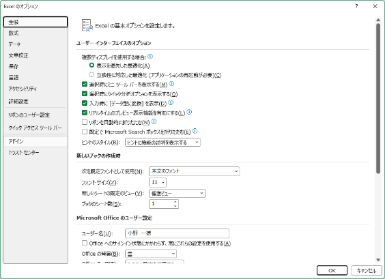 Excel のオプション
全般
数式
データ
文章校正
保存
言語
アクセシビリティ
詳細設定
リボンのユーザー設定
クイック アクセス ツール バー
アドイン
トラスト センター
Excel の基本オプションを設定します。
ユーザー インターフェイスのオプション
複数ディスプレイを使用する場合:
表示を優先した最適化(A)
互換性に対応した最適化 (アプリケーションの再起動が必要)(C)
選択時にミニ ツール バーを表示する(M)
選択時にクイック分析オプションを表示する(Q)
入力時に [データ型に変換] を表示(D)
リアルタイムのプレビュー表示機能を有効にする(L)
リボンを自動的に折りたたむ(N)
既定で Microsoft Search ボックスを折りたたむ(L)
ヒントのスタイル(R): ヒントに機能の説明を表示する
新しいブックの作成時
次を既定フォントとして使用(N): 本文のフォント
フォント サイズ(Z): 11
新しいシートの既定のビュー(V): 標準ビュー
ブックのシート数(S): 1
Microsoft Office のユーザー設定
ユーザー名(U):
Office へのサインイン状態にかかわらず、常にこれらの設定を使用する(A)
Office の背景(B): 雲
OK
キャンセル